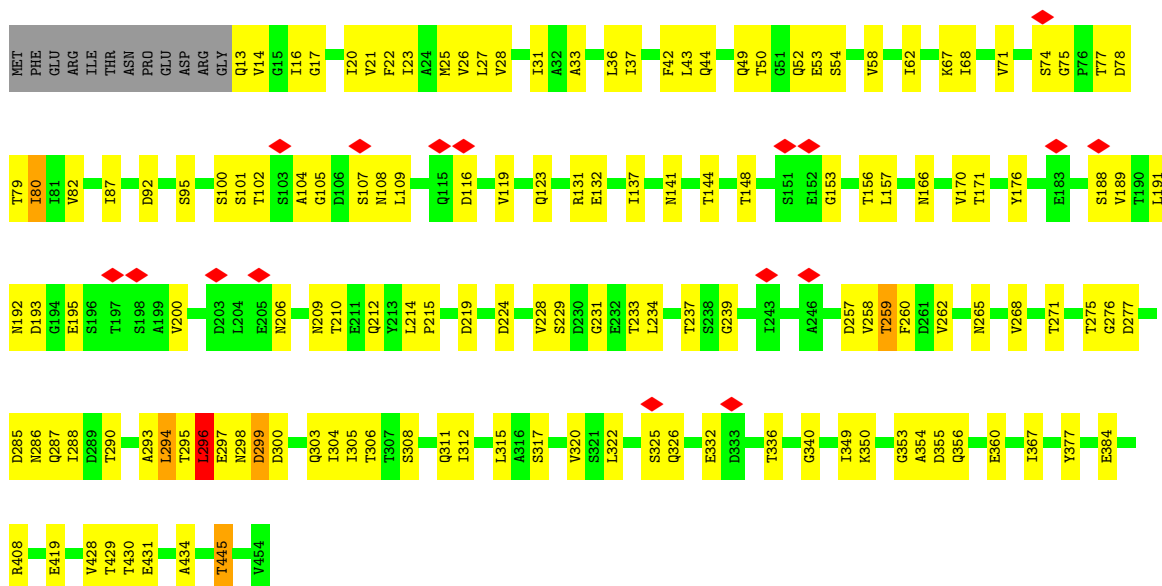 MET PHE GLU ARG ILE THR ASN PRO GLU ASP ARG GLY Q13 V14 G15 I16 G17 I20 V21 F22 I23 A24 M25 V26 L27 V28 I31 A32 A33 L36 I37 F42 L43 Q44 Q49 T50 G51 Q52 E53 S54 V58 I62 K67 I68 V71 S74 G75 P76 T77 D78
T79 I80 I81 V82 I87 D92 S95 S100 S101 T102 S103 A104 G105 D106 S107 N108 L109 Q115 D116 V119 Q123 R131 E132 I137 N141 T144 T148 S151 E152 G153 T156 L157 N166 V170 T171 Y176 E183 S188 V189 T190 L191
N192 D193 G194 E195 S196 T197 S198 A199 V200 D203 L204 E205 N206 N209 T210 E211 Q212 Y213 L214 P215 D219 D224 V228 S229 D230 G231 E232 T233 L234 T237 S238 G239 I243 A246 D257 V258 T259 F260 D261 V262 N265 V268 T271 T275 G276 D277
D285 N286 Q287 I288 D289 T290 A293 L294 T295 L296 E297 N298 D299 D300 Q303 I304 I305 T306 T307 S308 Q311 I312 L315 A316 S317 V320 S321 L322 S325 Q326 E332 D333 T336 G340 I349 K350 G353 A354 D355 Q356 E360 I367 Y377 E384
R408 E419 V428 T429 T430 E431 A434 T445 V454